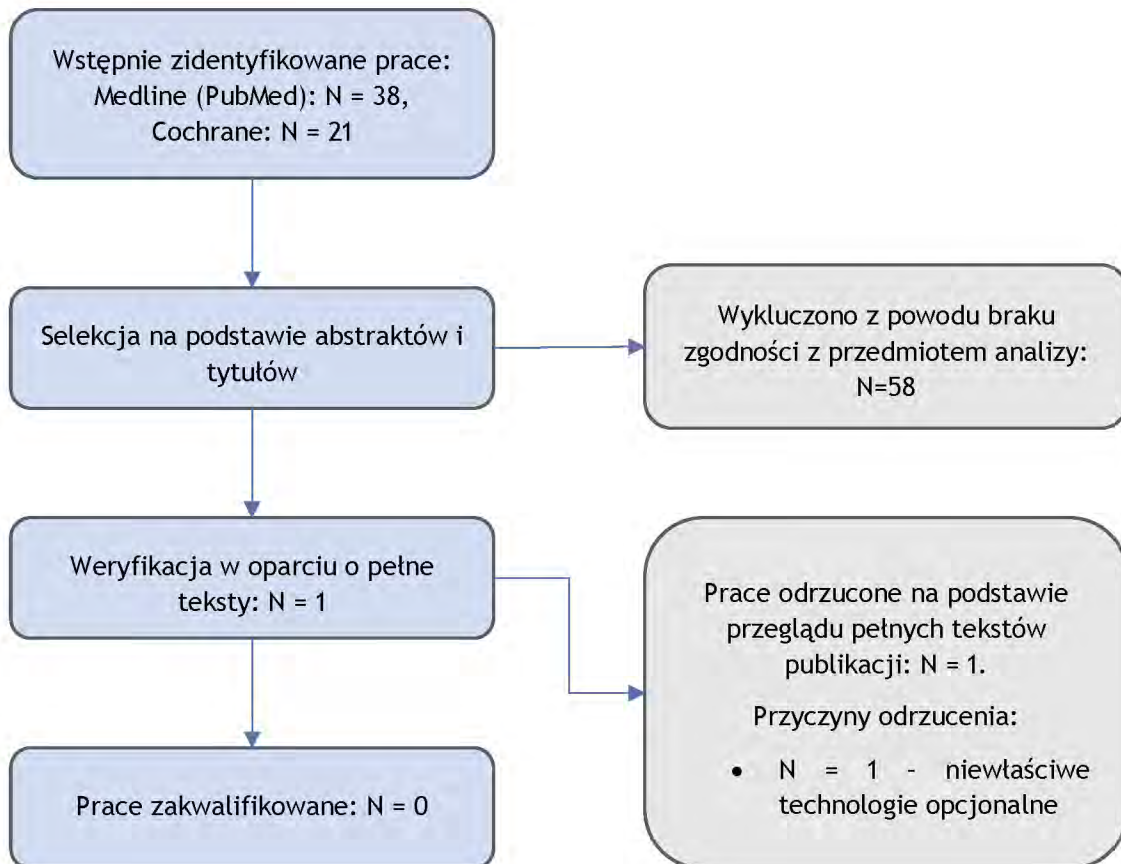 Wstępnie zidentyfikowane prace:
Medline (PubMed): N = 38,
Cochrane: N = 21
Selekcja na podstawie abstraktów i
tytułów
Wykluczono z powodu braku
zgodności z przedmiotem analizy:
N=58
Weryfikacja w oparciu o pełne
teksty: N = 1
Prace odrzucone na podstawie
przeglądu pełnych tekstów
publikacji: N = 1.
Przyczyny odrzucenia:
• N = 1 - niewłaściwe
technologie opcjonalne
Prace zakwalifikowane: N = 0